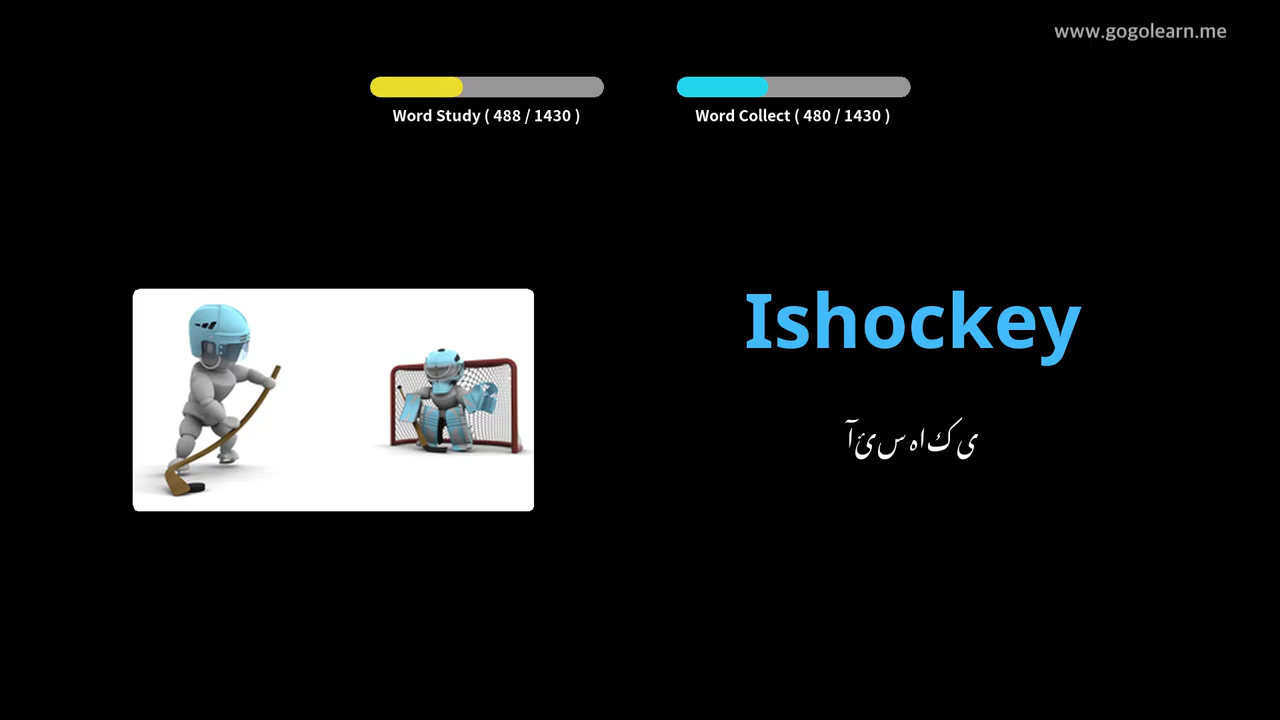 www.gogolearn.me
Word Study ( 488 / 1430 )
Word Collect ( 480 / 1430 )
Ishockey
آئس ہاکی